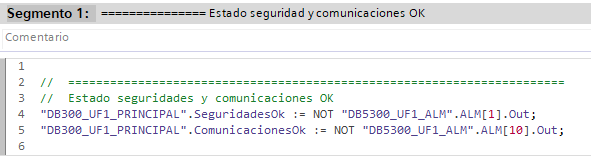 Segmento 1: =============== Estado seguridad y comunicaciones OK
Comentario
1
2 // =======================================================================
3 // Estado seguridades y comunicaciones OK
4 "DB300_UF1_PRINCIPAL".SeguridadesOk := NOT "DB5300_UF1_ALM".ALM[1].Out;
5 "DB300_UF1_PRINCIPAL".ComunicacionesOk := NOT "DB5300_UF1_ALM".ALM[10].Out;
6